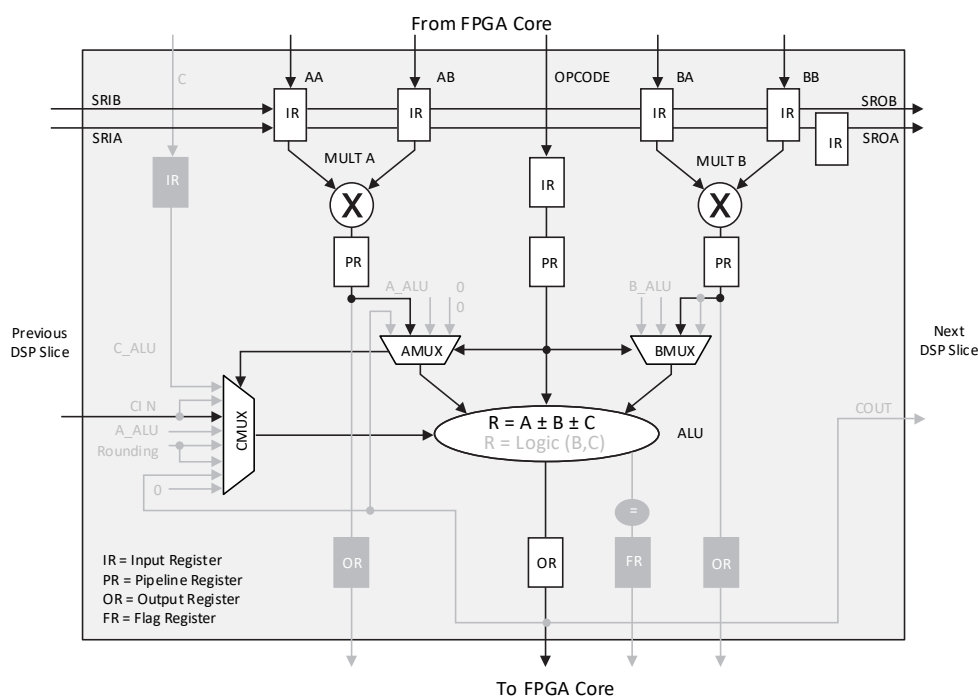 From FPGA Core
C
AA
AB
OPCODE
BA
BB
SRIB
IR
IR
IR
IR
SROB
SRIA
IR
SROA
MULT A
MULT B
IR
IR
X
X
PR
PR
PR
A_ALU
0
0
B_ALU
Previous
DSP Slice
Next
DSP Slice
C_ALU
AMUX
BMUX
CI N
CMUX
COUT
A_ALU
Rounding
R = A ± B ± C
R = Logic (B,C)
ALU
0
=
IR = Input Register
PR = Pipeline Register
OR = Output Register
FR = Flag Register
OR
OR
FR
OR
To FPGA Core